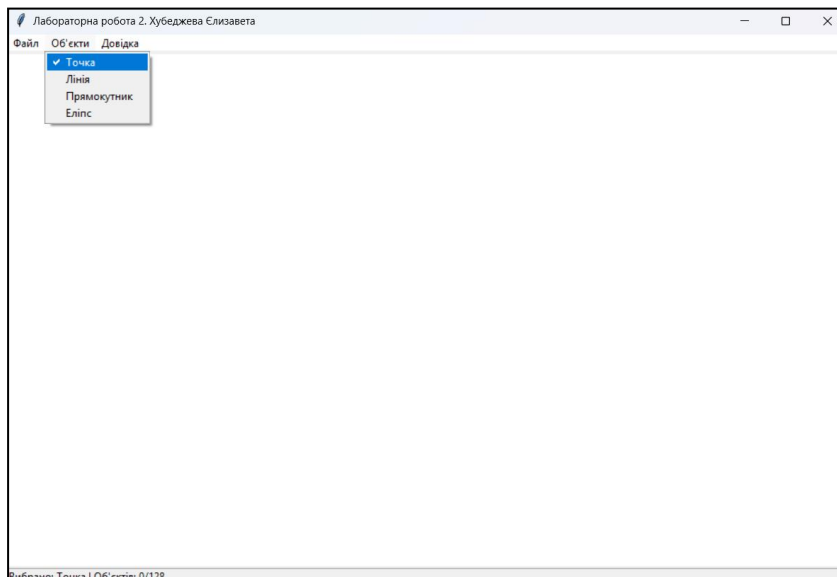 Лабораторна робота 2. Хубеджева Єлизавета
Файл Об'єкти Довідка
Точка
Лінія
Прямокутник
Еліпс
Вибрано: Точка | Об'єктів: 0/128